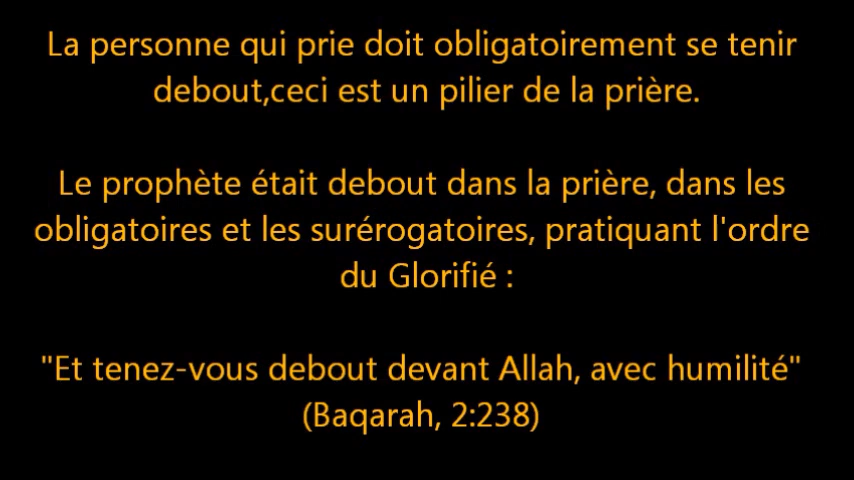 La personne qui prie doit obligatoirement se tenir
debout,ceci est un pilier de la prière.
Le prophète était debout dans la prière, dans les
obligatoires et les surérogatoires, pratiquant l'ordre
du Glorifié :
"Et tenez-vous debout devant Allah, avec humilité"
(Baqarah, 2:238)